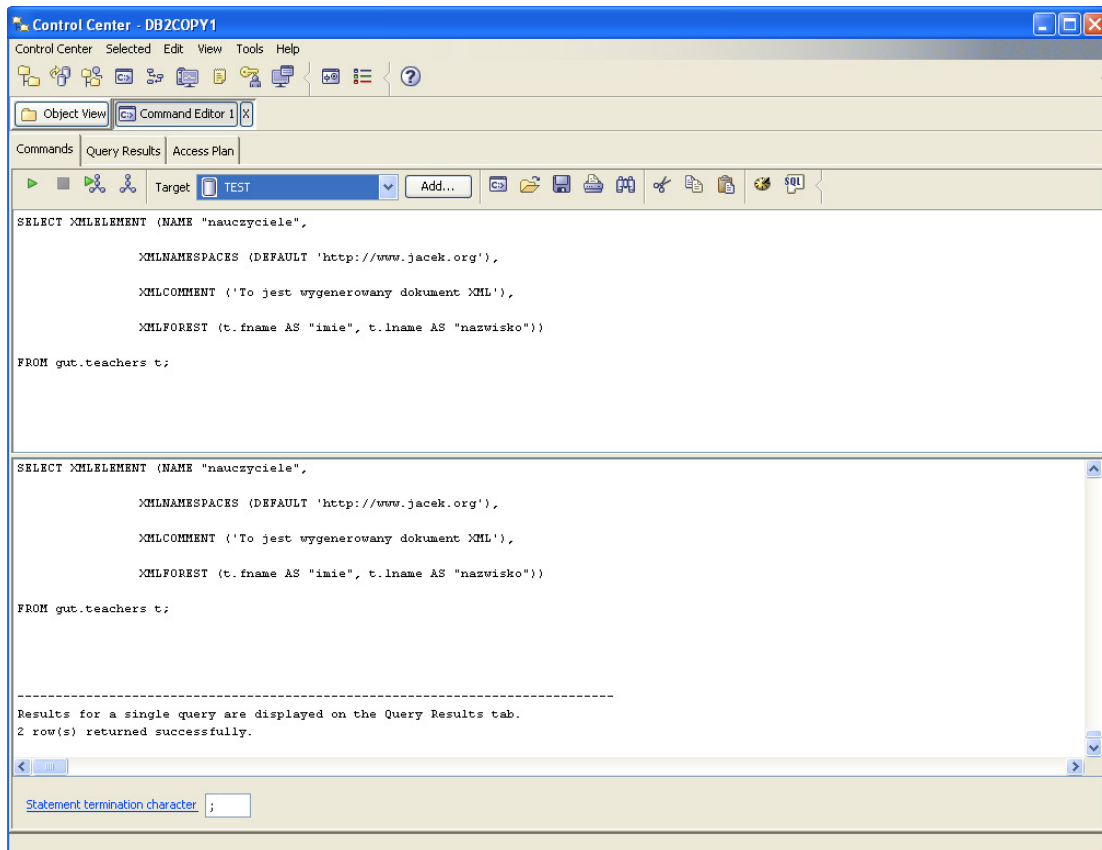 Control Center - DB2COPY1
Control Center Selected Edit View Tools Help
Object View Command Editor 1 X
Commands Query Results Access Plan
Target TEST Add... SQL
SELECT XMLELEMENT (NAME "nauczyciele",
XMLNAMESPACES (DEFAULT 'http://www.jacek.org'),
XMLCOMMENT ('To jest wygenerowany dokument XML'),
XMLFOREST (t.fname AS "imie", t.lname AS "nazwisko"))
FROM gut.teachers t;
SELECT XMLELEMENT (NAME "nauczyciele",
XMLNAMESPACES (DEFAULT 'http://www.jacek.org'),
XMLCOMMENT ('To jest wygenerowany dokument XML'),
XMLFOREST (t.fname AS "imie", t.lname AS "nazwisko"))
FROM gut.teachers t;
------------------------------------------------------------------------------
Results for a single query are displayed on the Query Results tab.
2 row(s) returned successfully.
Statement termination character ;